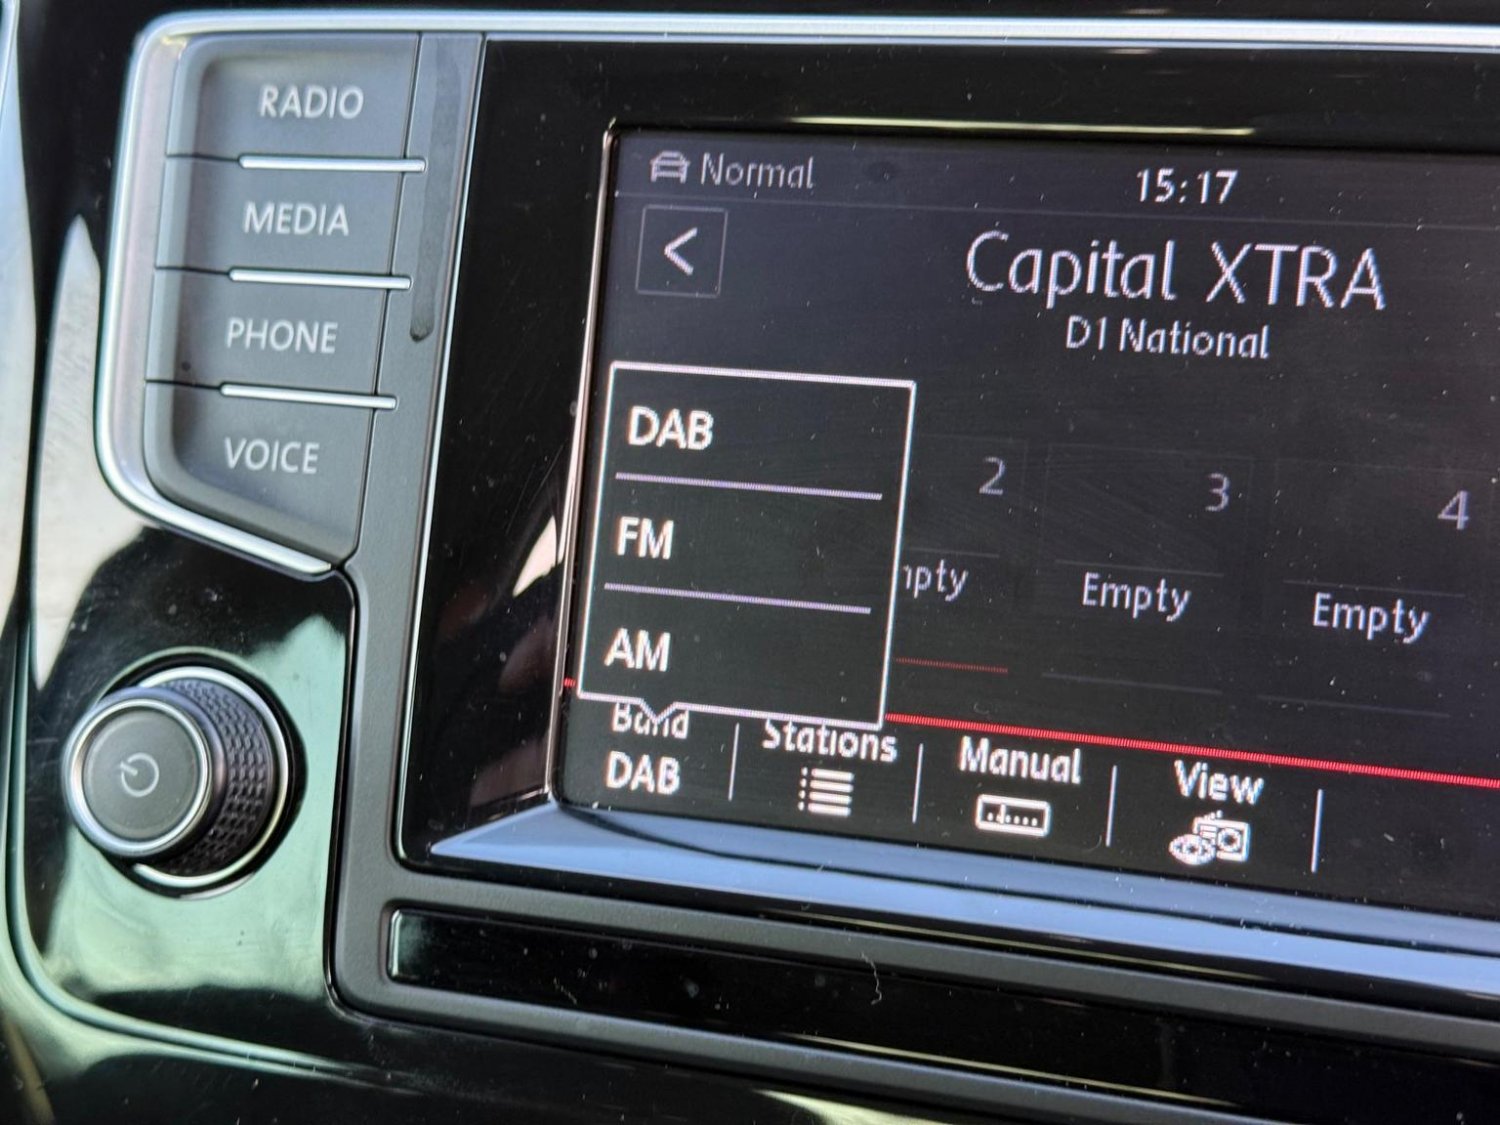 RADIO
MEDIA
PHONE
VOICE
Normal
15:17
<
Capital XTRA
D1 National
DAB
FM
AM
2
3
4
Empty
Empty
Band
DAB
Stations
Manual
View